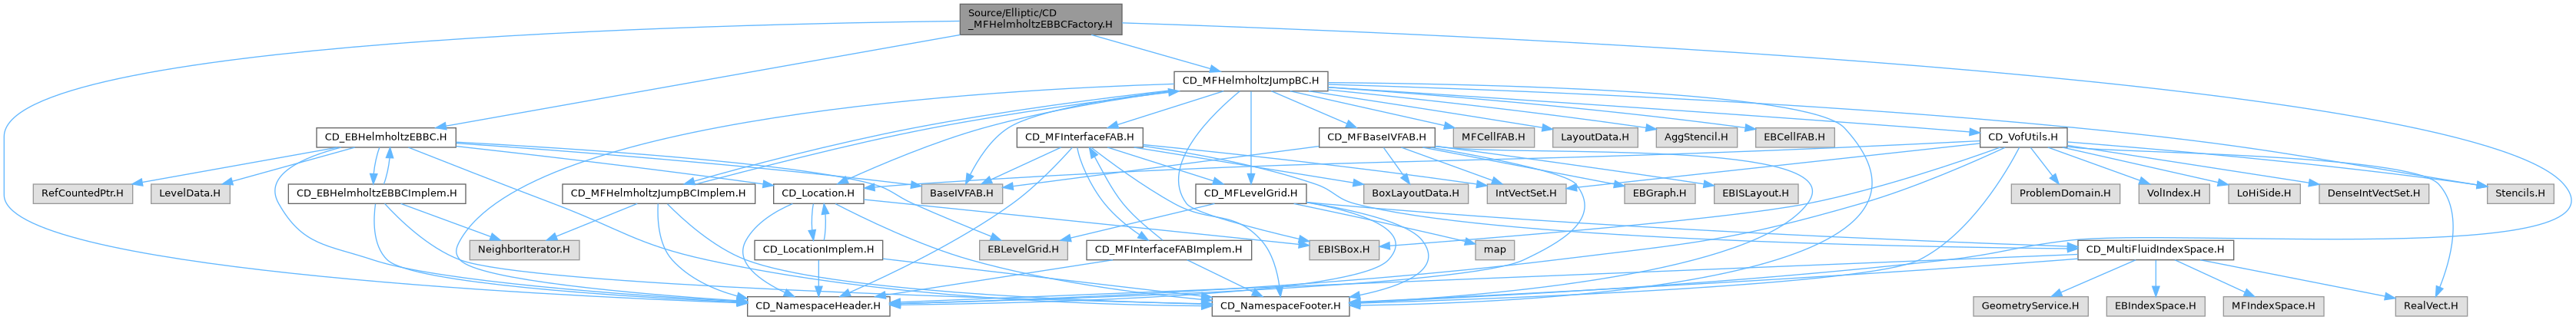 Source/Elliptic/CD
_MFHelmholtzEBBCFactory.H
CD_MFHelmholtzJumpBC.H
CD_EBHelmholtzEBBC.H
CD_MFInterfaceFAB.H
CD_MFBaseIVFAB.H
MFCellFAB.H
LayoutData.H
AggStencil.H
EBCellFAB.H
CD_VofUtils.H
RefCountedPtr.H
LevelData.H
CD_EBHelmholtzEBBCImplem.H
CD_MFHelmholtzJumpBCImplem.H
CD_Location.H
BaseIVFAB.H
CD_MFLevelGrid.H
BoxLayoutData.H
IntVectSet.H
EBGraph.H
EBISLayout.H
ProblemDomain.H
VolIndex.H
LoHiSide.H
DenseIntVectSet.H
Stencils.H
NeighborIterator.H
CD_LocationImplem.H
EBLevelGrid.H
CD_MFInterfaceFABImplem.H
EBISBox.H
map
CD_MultiFluidIndexSpace.H
CD_NamespaceHeader.H
CD_NamespaceFooter.H
GeometryService.H
EBIndexSpace.H
MFIndexSpace.H
RealVect.H